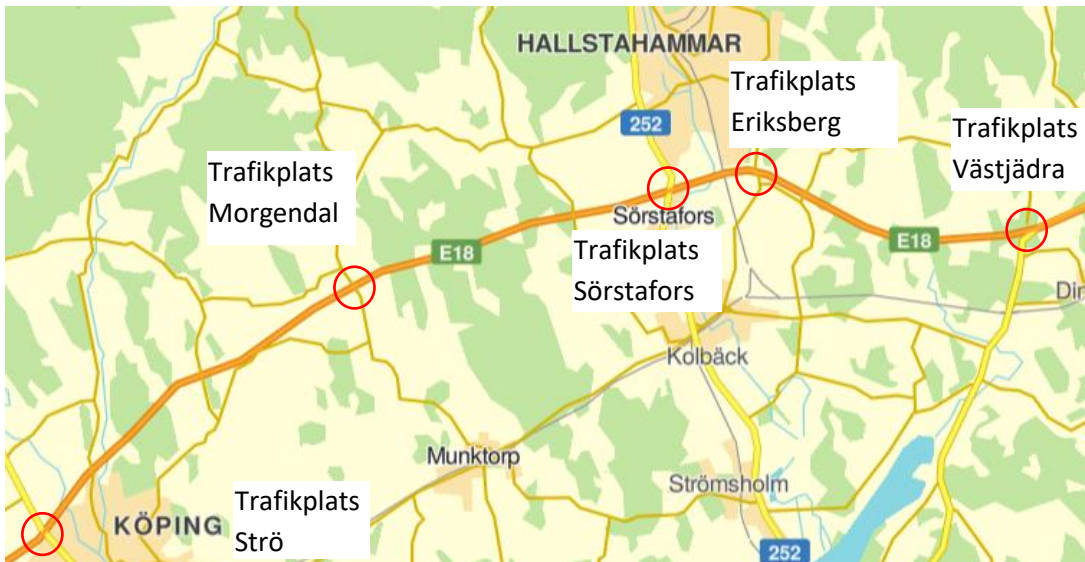 HALLSTAHAMMAR
Trafikplats
Eriksberg
252
Trafikplats
Västjädra
Trafikplats
Morgendal
Sörstafors
E18
E18
Trafikplats
Sörstafors
Din
Kolbäck
Munktorp
Strömsholm
Trafikplats
Strö
KÖPING
252